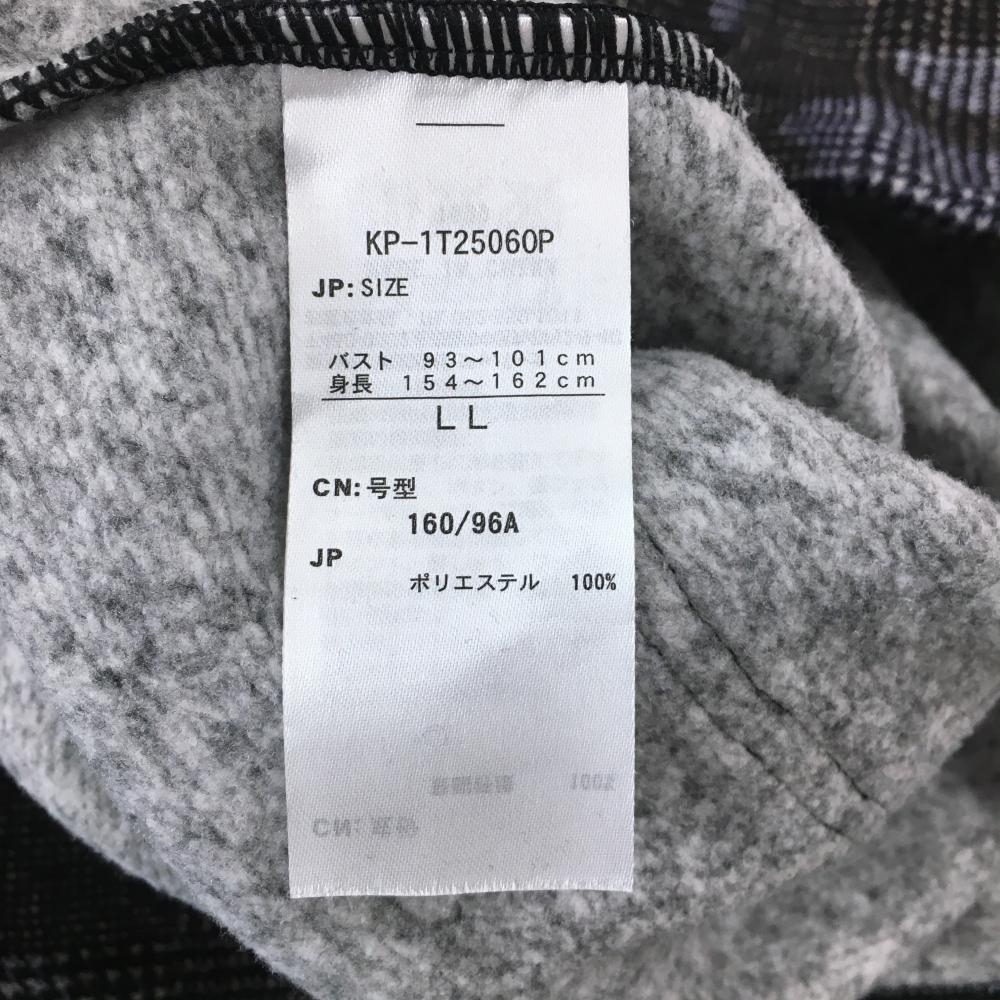 KP-1T25060P
JP: SIZE
バスト 93～101cm
身長 154～162cm
LL
CN: 号型
160/96A
JP
ポリエステル 100%